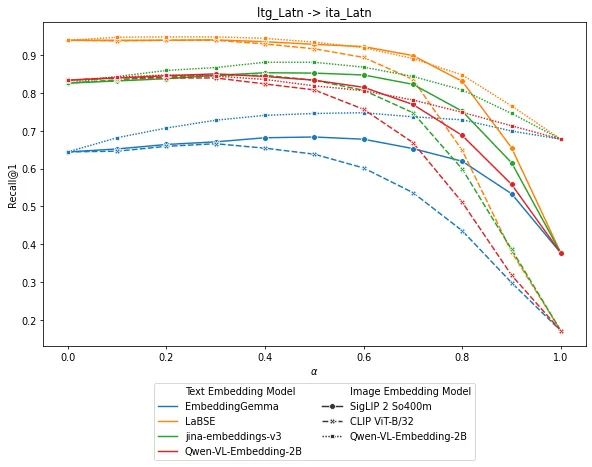 ltg_Latn -> ita_Latn
Recall@1
0.9
0.8
0.7
0.6
0.5
0.4
0.3
0.2
0.0 0.2 0.4 0.6 0.8 1.0
α
Text Embedding Model
EmbeddingGemma
LaBSE
jina-embeddings-v3
Qwen-VL-Embedding-2B
Image Embedding Model
SigLIP 2 So400m
CLIP ViT-B/32
Qwen-VL-Embedding-2B